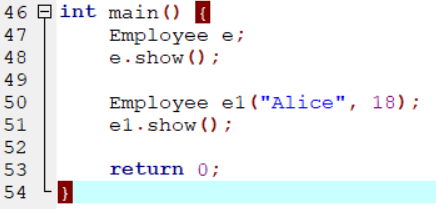 46 int main() {
47     Employee e;
48     e.show();
49
50     Employee e1("Alice", 18);
51     e1.show();
52
53     return 0;
54 }